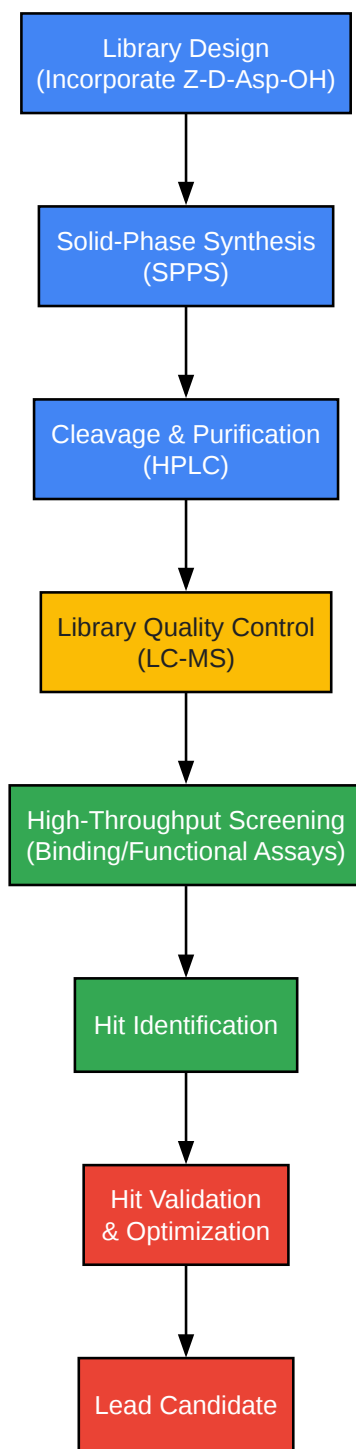 Library Design
(Incorporate Z-D-Asp-OH)
Solid-Phase Synthesis
(SPPS)
Cleavage & Purification
(HPLC)
Library Quality Control
(LC-MS)
High-Throughput Screening
(Binding/Functional Assays)
Hit Identification
Hit Validation
& Optimization
Lead Candidate